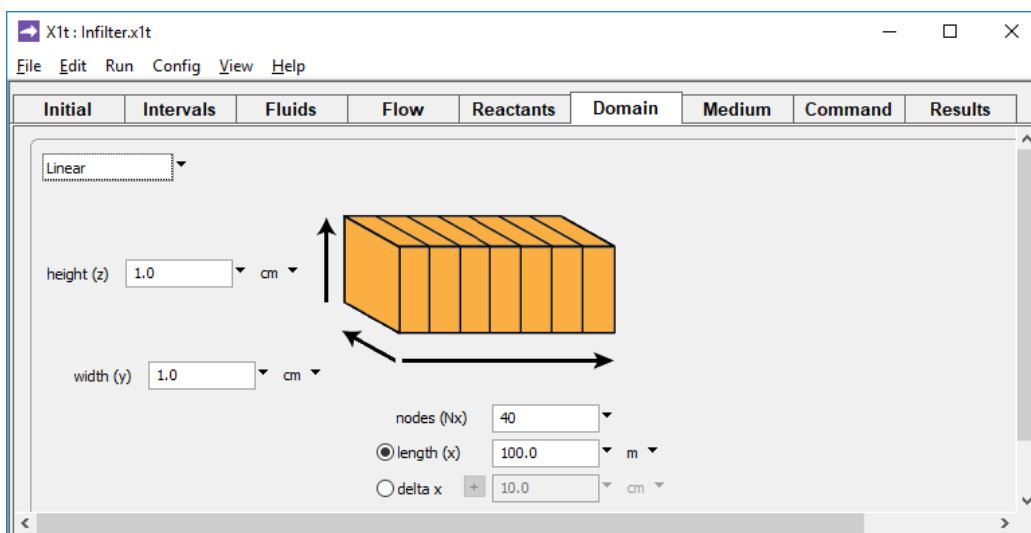 X1t : Infilter.x1t
File Edit Run Config View Help
Initial Intervals Fluids Flow Reactants Domain Medium Command Results
Linear
height (z) 1.0 cm
width (y) 1.0 cm
nodes (Nx) 40
length (x) 100.0 m
delta x + 10.0 cm